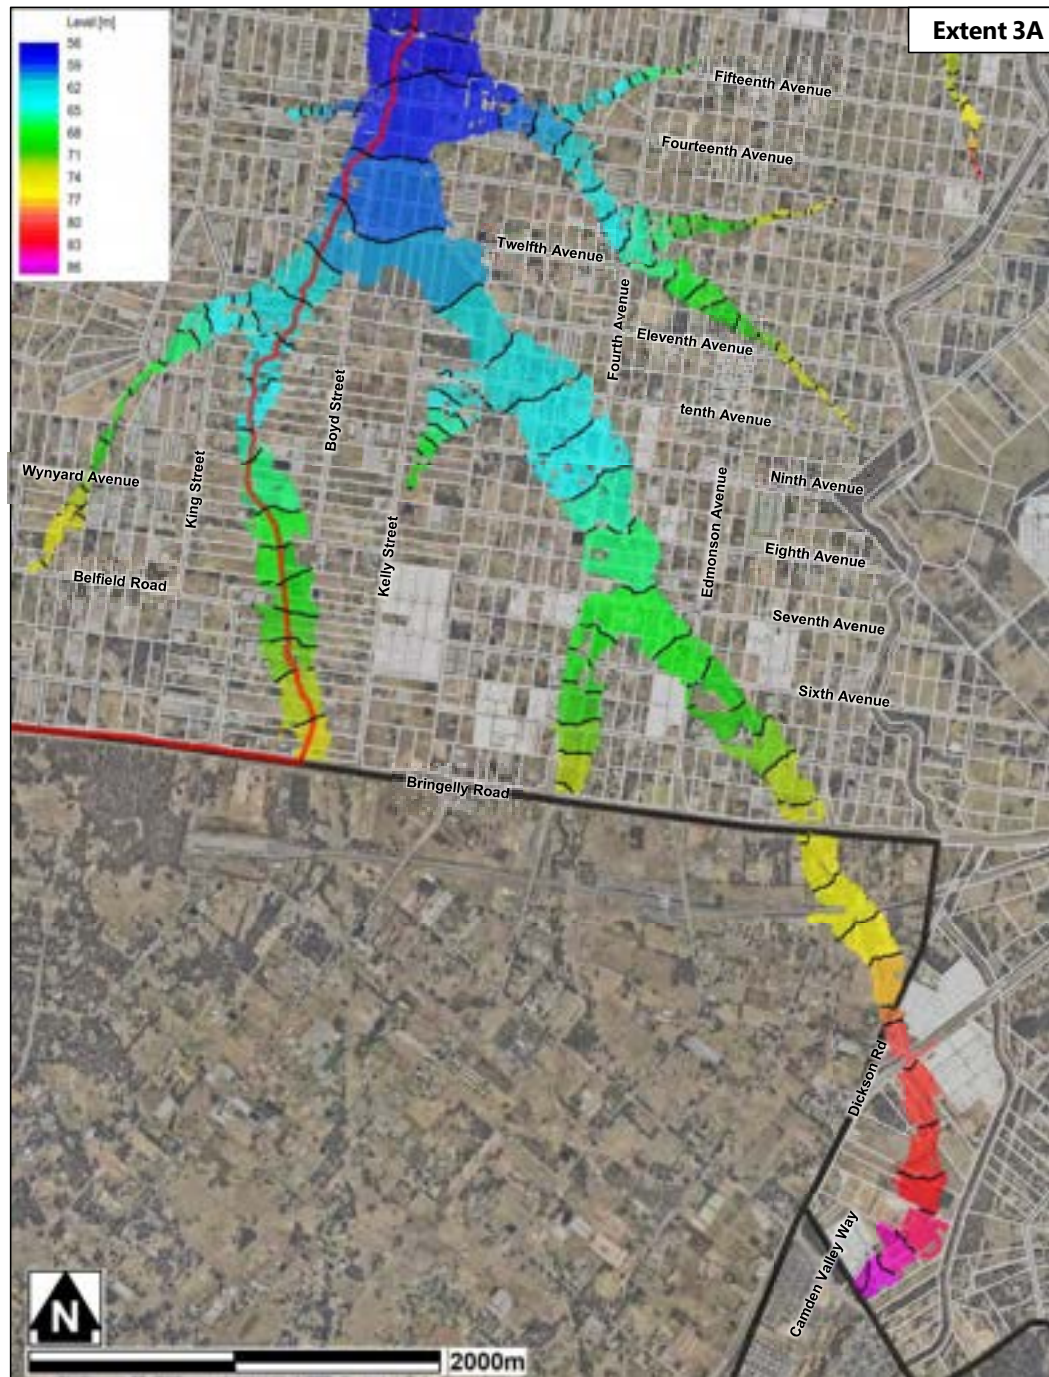 Level [m]
56
59
62
65
68
71
74
77
80
83
86
Extent 3A
Fifteenth Avenue
Fourteenth Avenue
Twelfth Avenue
Fourth Avenue
Eleventh Avenue
Boyd Street
tenth Avenue
Wynyard Avenue
King Street
Ninth Avenue
Edmonson Avenue
Kelly Street
Eighth Avenue
Belfield Road
Seventh Avenue
Sixth Avenue
Bringelly Road
Dickson Rd
Camden Valley Way
N
2000m